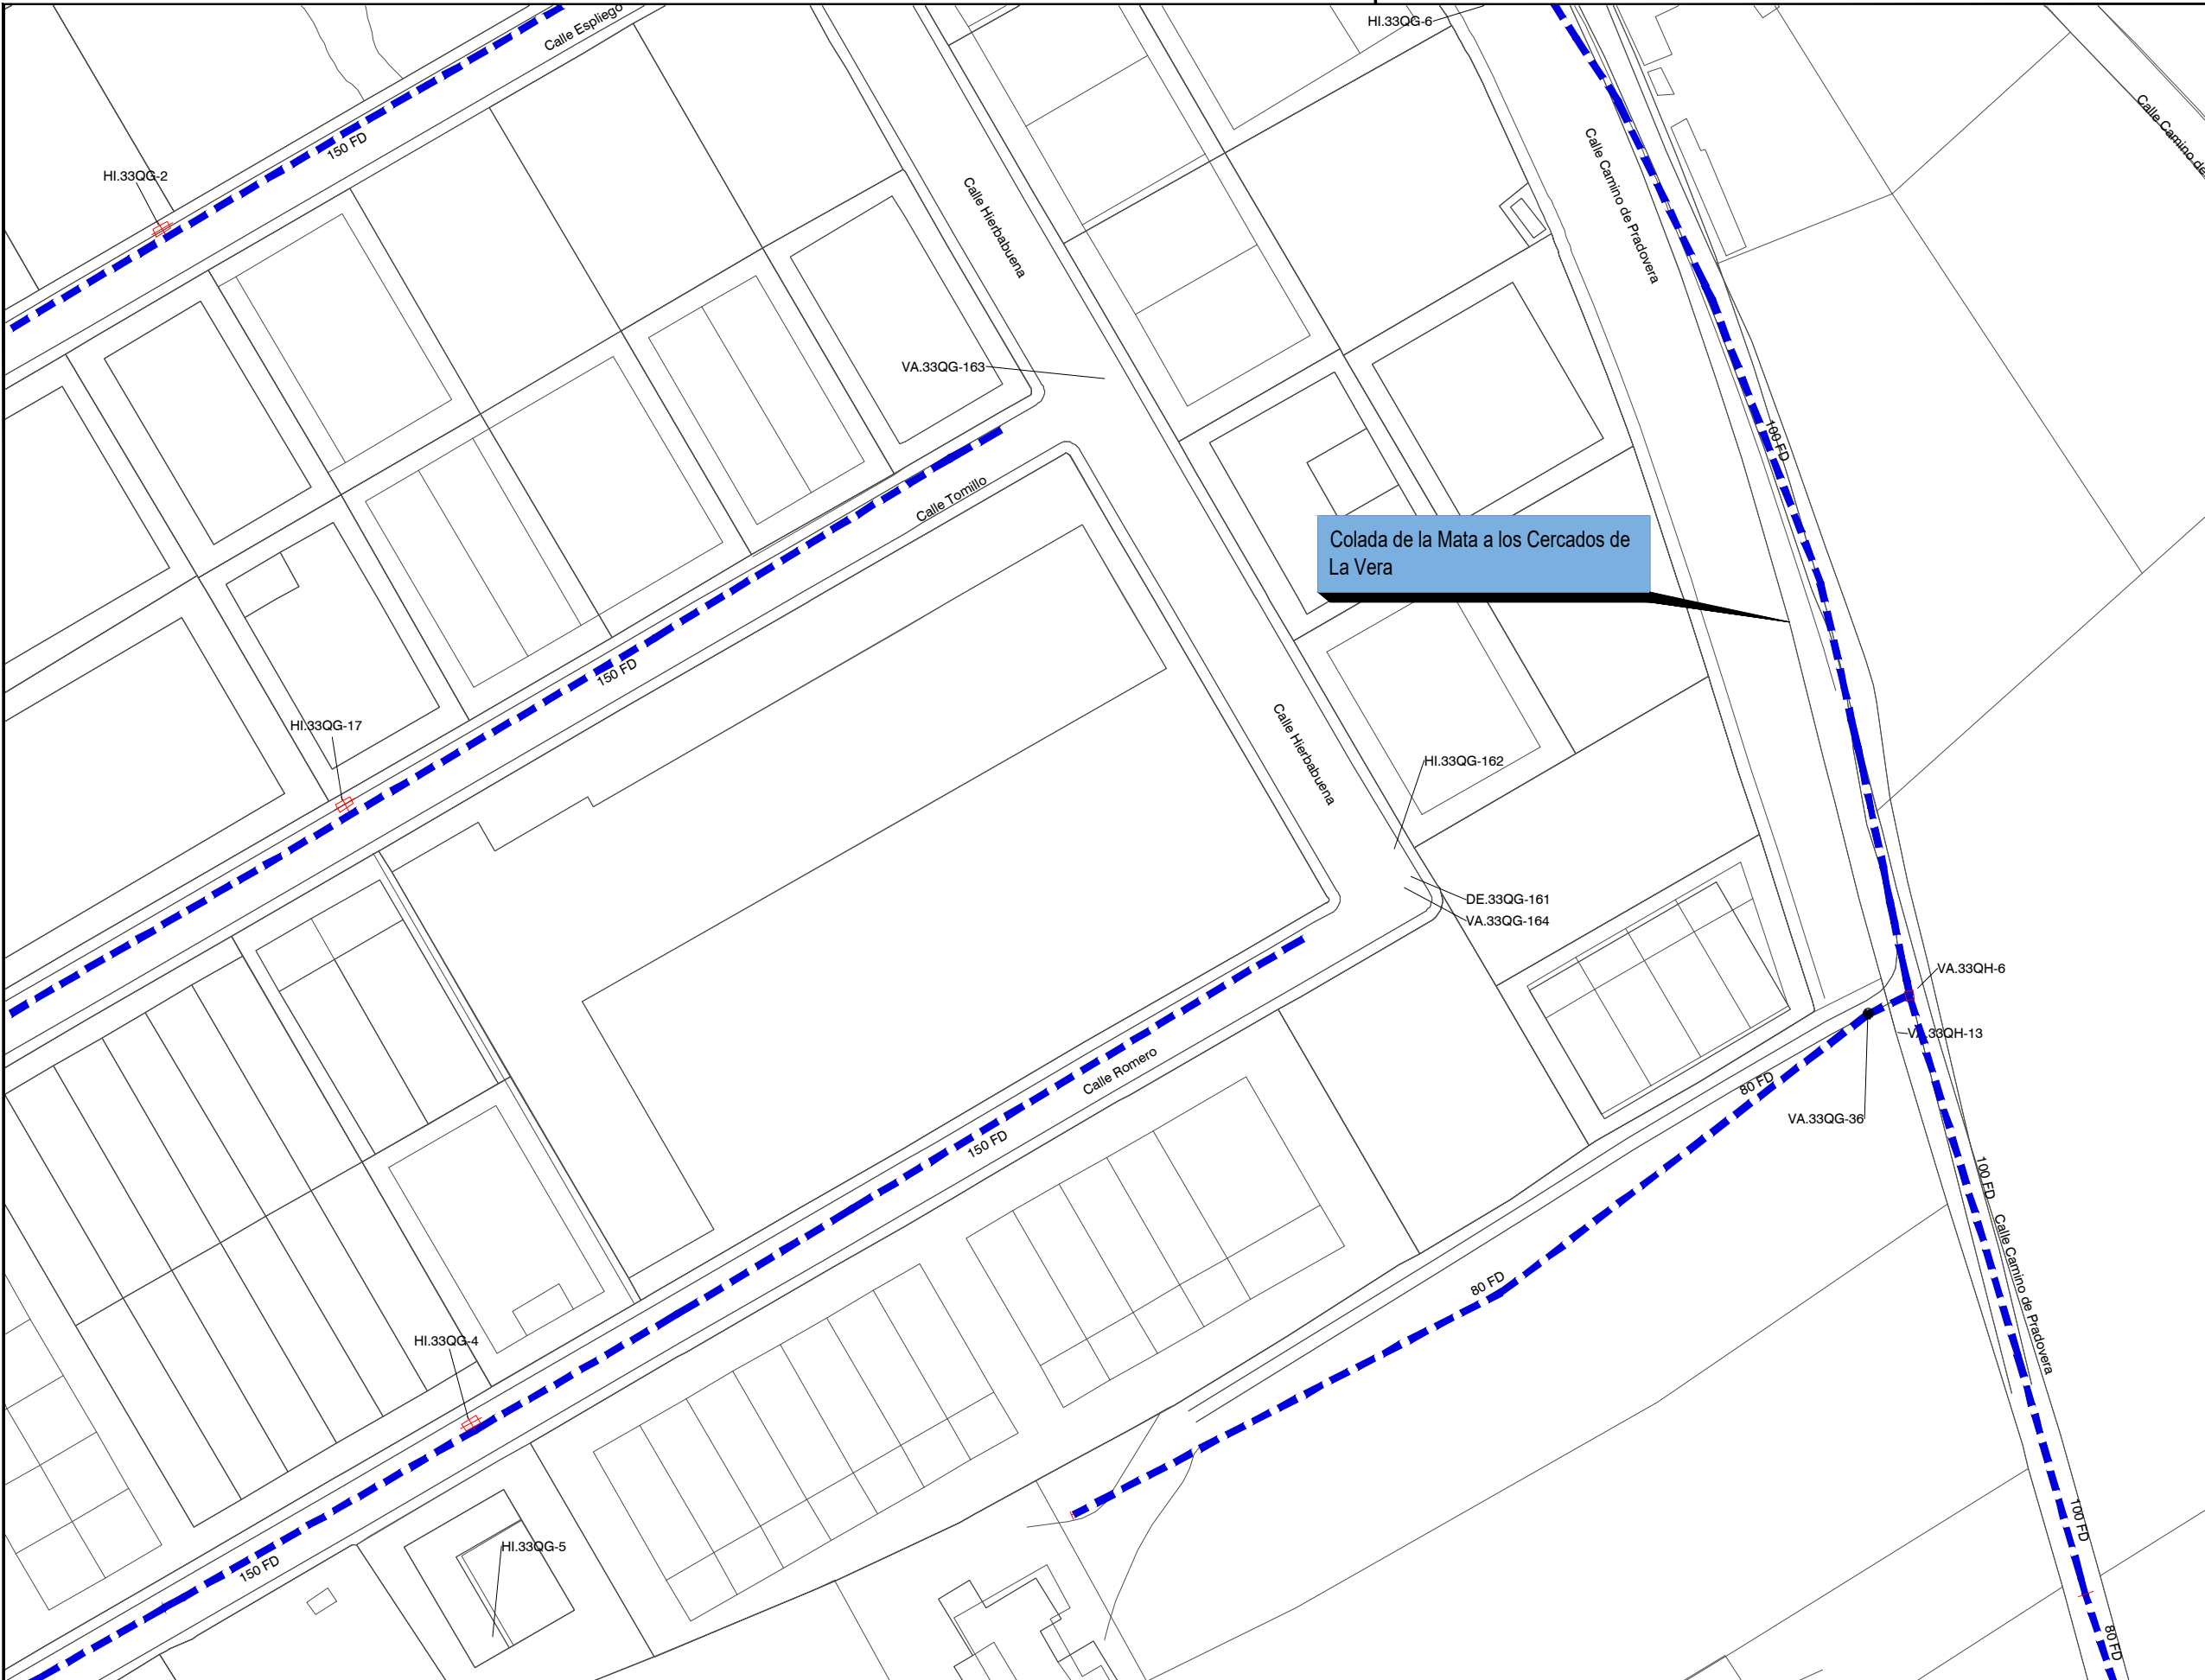 Calle Espliego
HI.33QG-6
150 FD
HI.33QG-2
Calle Camino de
Calle Camino de Pradovera
Calle Hierbabuena
VA.33QG-163
100 FD
Calle Tomillo
Colada de la Mata a los Cercados de
La Vera
150 FD
HI.33QG-17
Calle Hierbabuena
HI.33QG-162
DE.33QG-161
VA.33QG-164
VA.33QH-6
VA.33QH-13
Calle Romero
80 FD
VA.33QG-36
150 FD
100 FD
Calle Camino de Pradovera
80 FD
HI.33QG-4
100 FD
HI.33QG-5
150 FD
80 FD